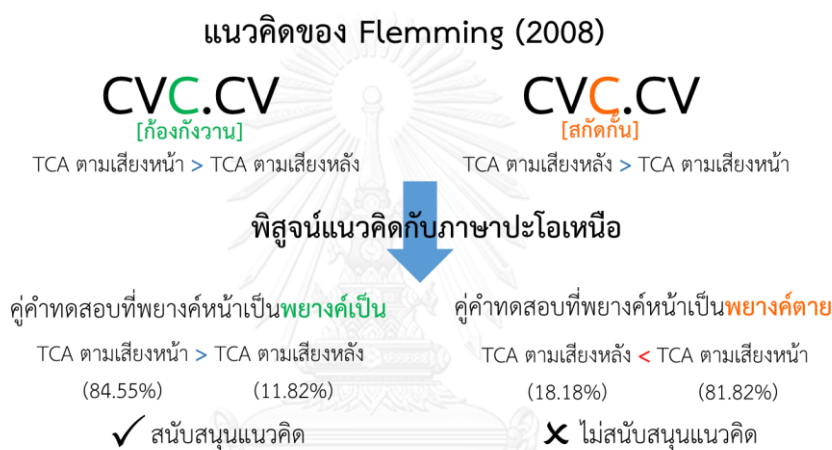 แนวคิดของ Flemming (2008)
CVC.CV
[ก้องกังวาน]
TCA ตามเสียงหน้า > TCA ตามเสียงหลัง
CVC.CV
[สกัดกั้น]
TCA ตามเสียงหลัง > TCA ตามเสียงหน้า
พิสูจน์แนวคิดกับภาษาปะโอเหนือ
คู่คำทดสอบที่พยางค์หน้าเป็นพยางค์เป็น
TCA ตามเสียงหน้า > TCA ตามเสียงหลัง
(84.55%) (11.82%)
✓ สนับสนุนแนวคิด
คู่คำทดสอบที่พยางค์หน้าเป็นพยางค์ตาย
TCA ตามเสียงหลัง < TCA ตามเสียงหน้า
(18.18%) (81.82%)
✗ ไม่สนับสนุนแนวคิด